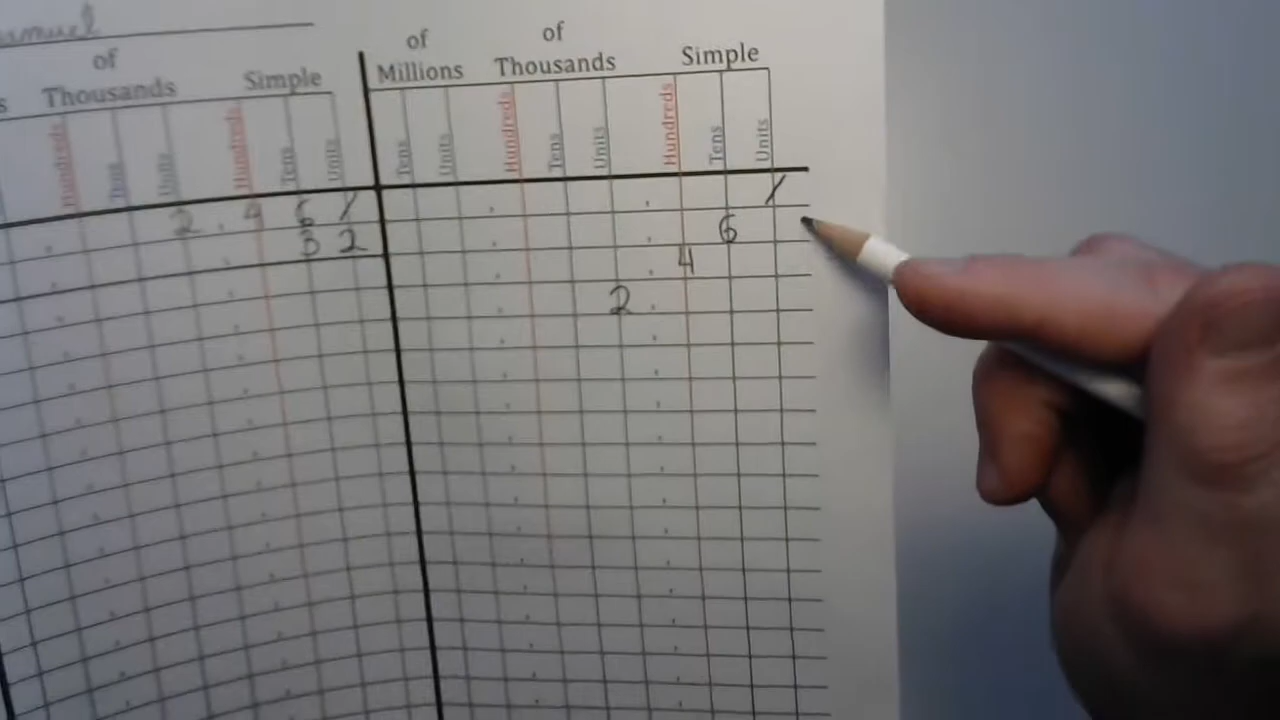 of of
of Millions Thousands Simple
Thousands Simple
Hundreds Tens Units Hundreds Tens Units Tens Units Hundreds Tens Units Hundreds Tens Units
2 . 4 6 1 1
3 2 6
4
2